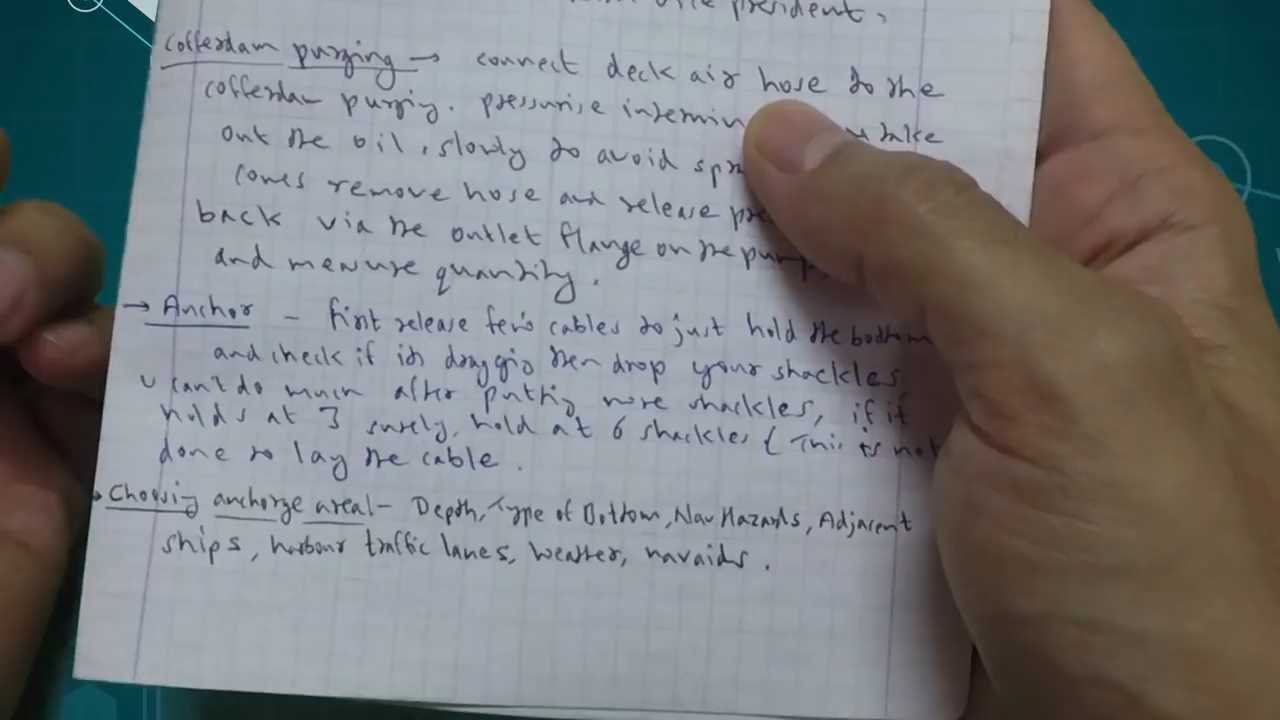 president,
Cofferdam purging → connect deck air hose to the
cofferdam purging. pressurise take
out the oil, slowly to avoid
comes remove hose and release
back via the outlet flange on the
and measure quantity.
→ Anchor - first release few cables to just hold the bottom
and check if its dragging then drop your shackles
u can't do much after putting more shackles, if it
holds at 3 surely, hold at 6 shackles ( This is not
done to lay the cable.
→ Choosing anchorge areal - Depth, Type of Bottom, Nav Hazards, Adjacent
ships, harbour traffic lanes, weather, navaids.